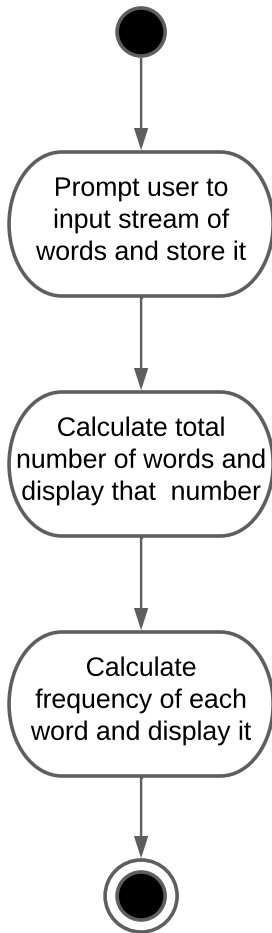 Prompt user to
input stream of
words and store it
Calculate total
number of words and
display that  number
Calculate
frequency of each
word and display it